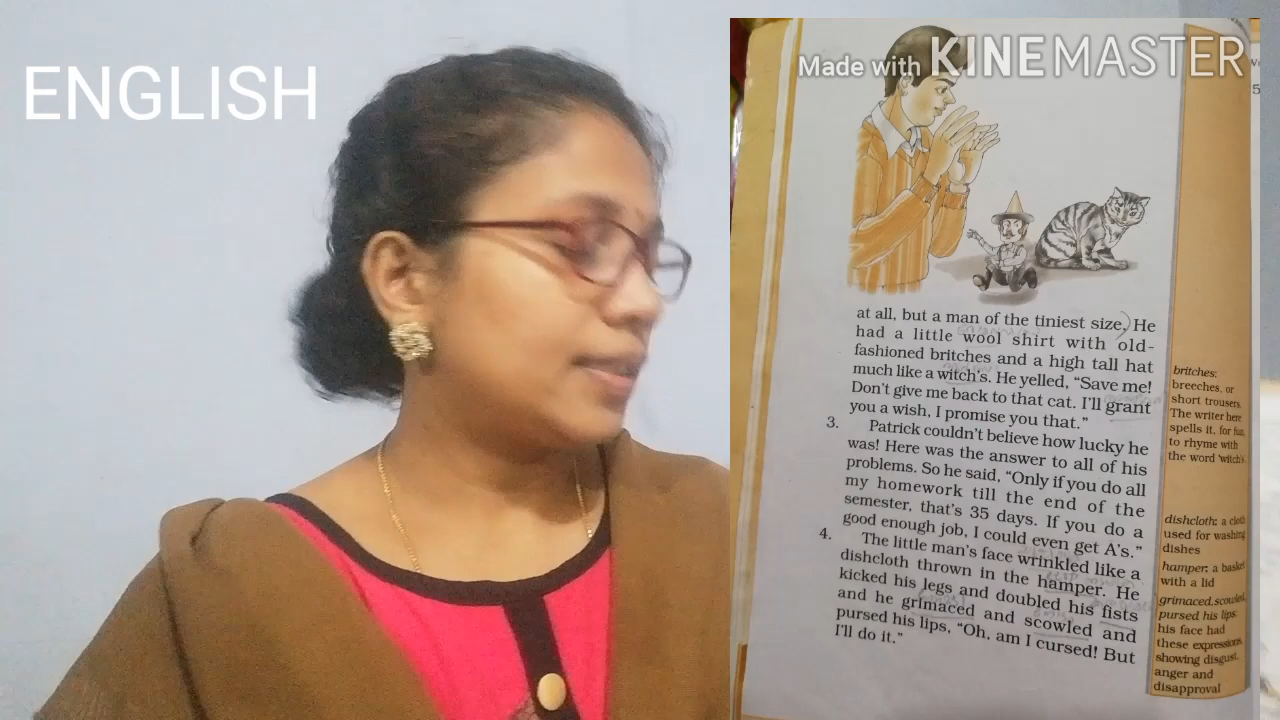 ENGLISH
Made with KINEMASTER
at all, but a man of the tiniest size. He
had a little wool shirt with old-
fashioned britches and a high tall hat
much like a witch's. He yelled, “Save me!
Don't give me back to that cat. I'll grant
you a wish, I promise you that.”
3. Patrick couldn't believe how lucky he
was! Here was the answer to all of his
problems. So he said, “Only if you do all
my homework till the end of the
semester, that's 35 days. If you do a
good enough job, I could even get A's.”
4. The little man's face wrinkled like a
dishcloth thrown in the hamper. He
kicked his legs and doubled his fists
and he grimaced and scowled and
pursed his lips, “Oh, am I cursed! But
I'll do it.”
britches:
breeches, or
short trousers.
The writer here
spells it, for fun,
to rhyme with
the word 'witch's'.
dishcloth: a cloth
used for washing
dishes
hamper: a basket
with a lid
grimaced, scowled,
pursed his lips:
his face had
these expressions,
showing disgust,
anger and
disapproval
5